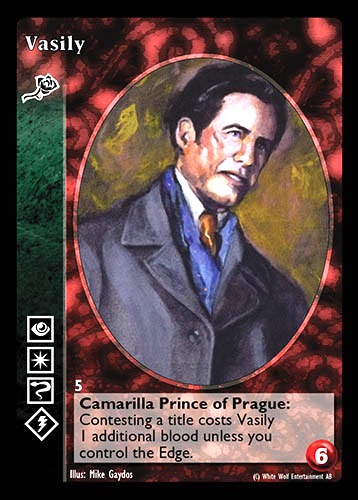 Vasily
5
Camarilla Prince of Prague:
Contesting a title costs Vasily
1 additional blood unless you
control the Edge.
6
Illus: Mike Gaydos
(C) White Wolf Entertainment AB